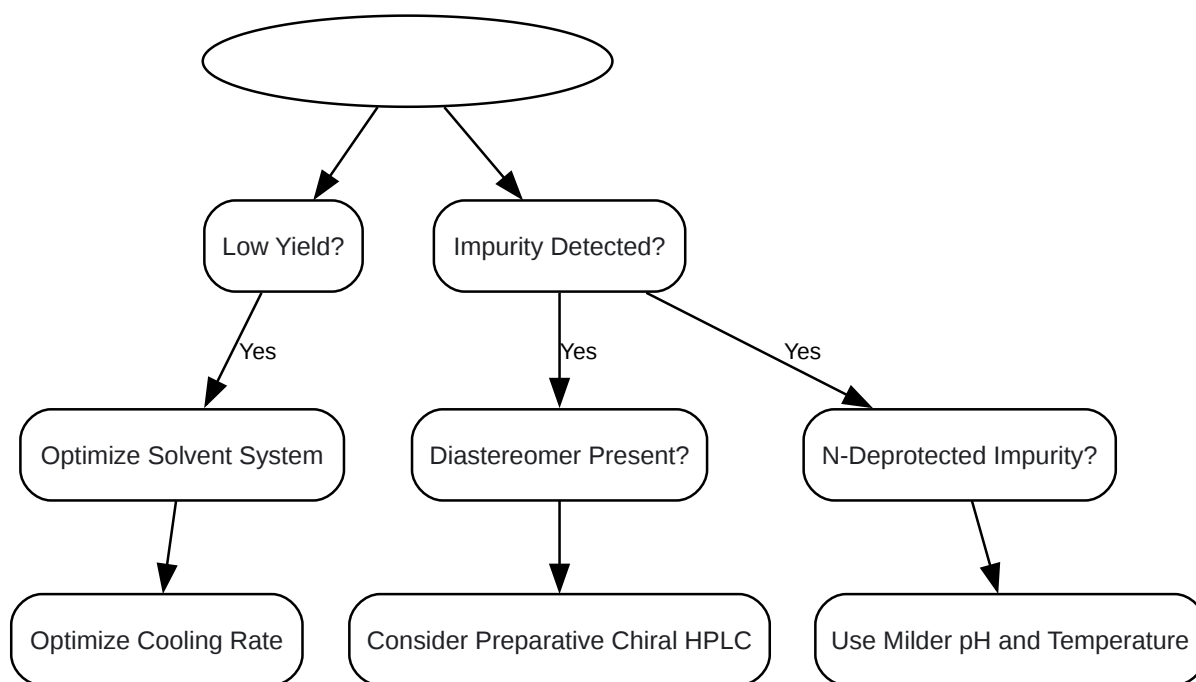 Low Yield?
Impurity Detected?
Yes
Yes
Yes
Optimize Solvent System
Diastereomer Present?
N-Deprotected Impurity?
Optimize Cooling Rate
Consider Preparative Chiral HPLC
Use Milder pH and Temperature